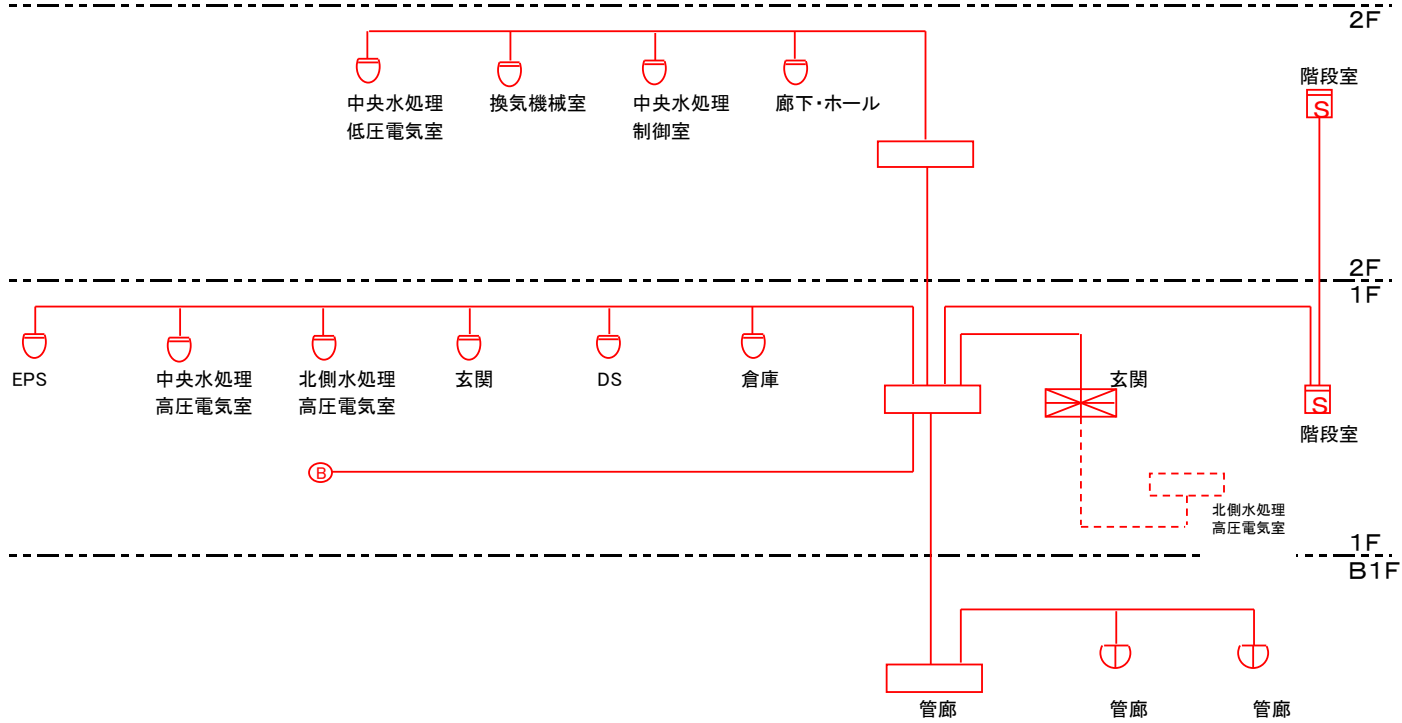 2F
階段室
S
中央水処理
低圧電気室
換気機械室
中央水処理
制御室
廊下・ホール
2F
1F
EPS
中央水処理
高圧電気室
北側水処理
高圧電気室
玄関
DS
倉庫
玄関
S
階段室
B
北側水処理
高圧電気室
1F
B1F
管廊
管廊
管廊